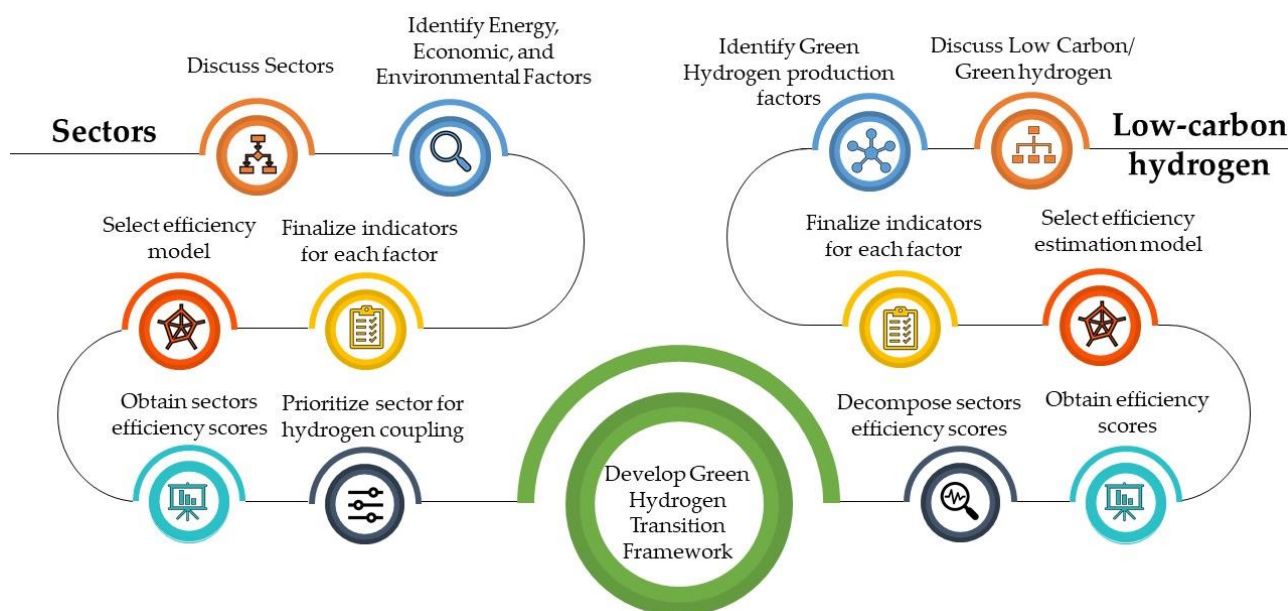 Sectors
Discuss Sectors
Identify Energy,
Economic, and
Environmental Factors
Select efficiency
model
Finalize indicators
for each factor
Obtain sectors
efficiency scores
Prioritize sector for
hydrogen coupling
Develop Green
Hydrogen
Transition
Framework
Identify Green
Hydrogen production
factors
Discuss Low Carbon/
Green hydrogen
Low-carbon
hydrogen
Finalize indicators
for each factor
Select efficiency
estimation model
Decompose sectors
efficiency scores
Obtain efficiency
scores